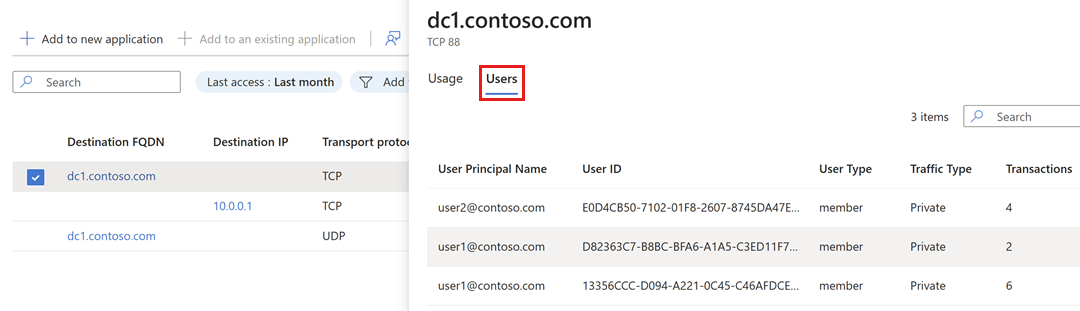 Add to new application Add to an existing application
Search Last access : Last month Add
Destination FQDN Destination IP Transport protoc
dc1.contoso.com TCP
10.0.0.1 TCP
dc1.contoso.com UDP
dc1.contoso.com
TCP 88
Usage Users
3 items Search
User Principal Name User ID User Type Traffic Type Transactions
user2@contoso.com E0D4CB50-7102-01F8-2607-8745DA47E... member Private 4
user1@contoso.com D82363C7-B8BC-BFA6-A1A5-C3ED11F7... member Private 2
user1@contoso.com 13356CCC-D094-A221-0C45-C46AFDCE... member Private 6